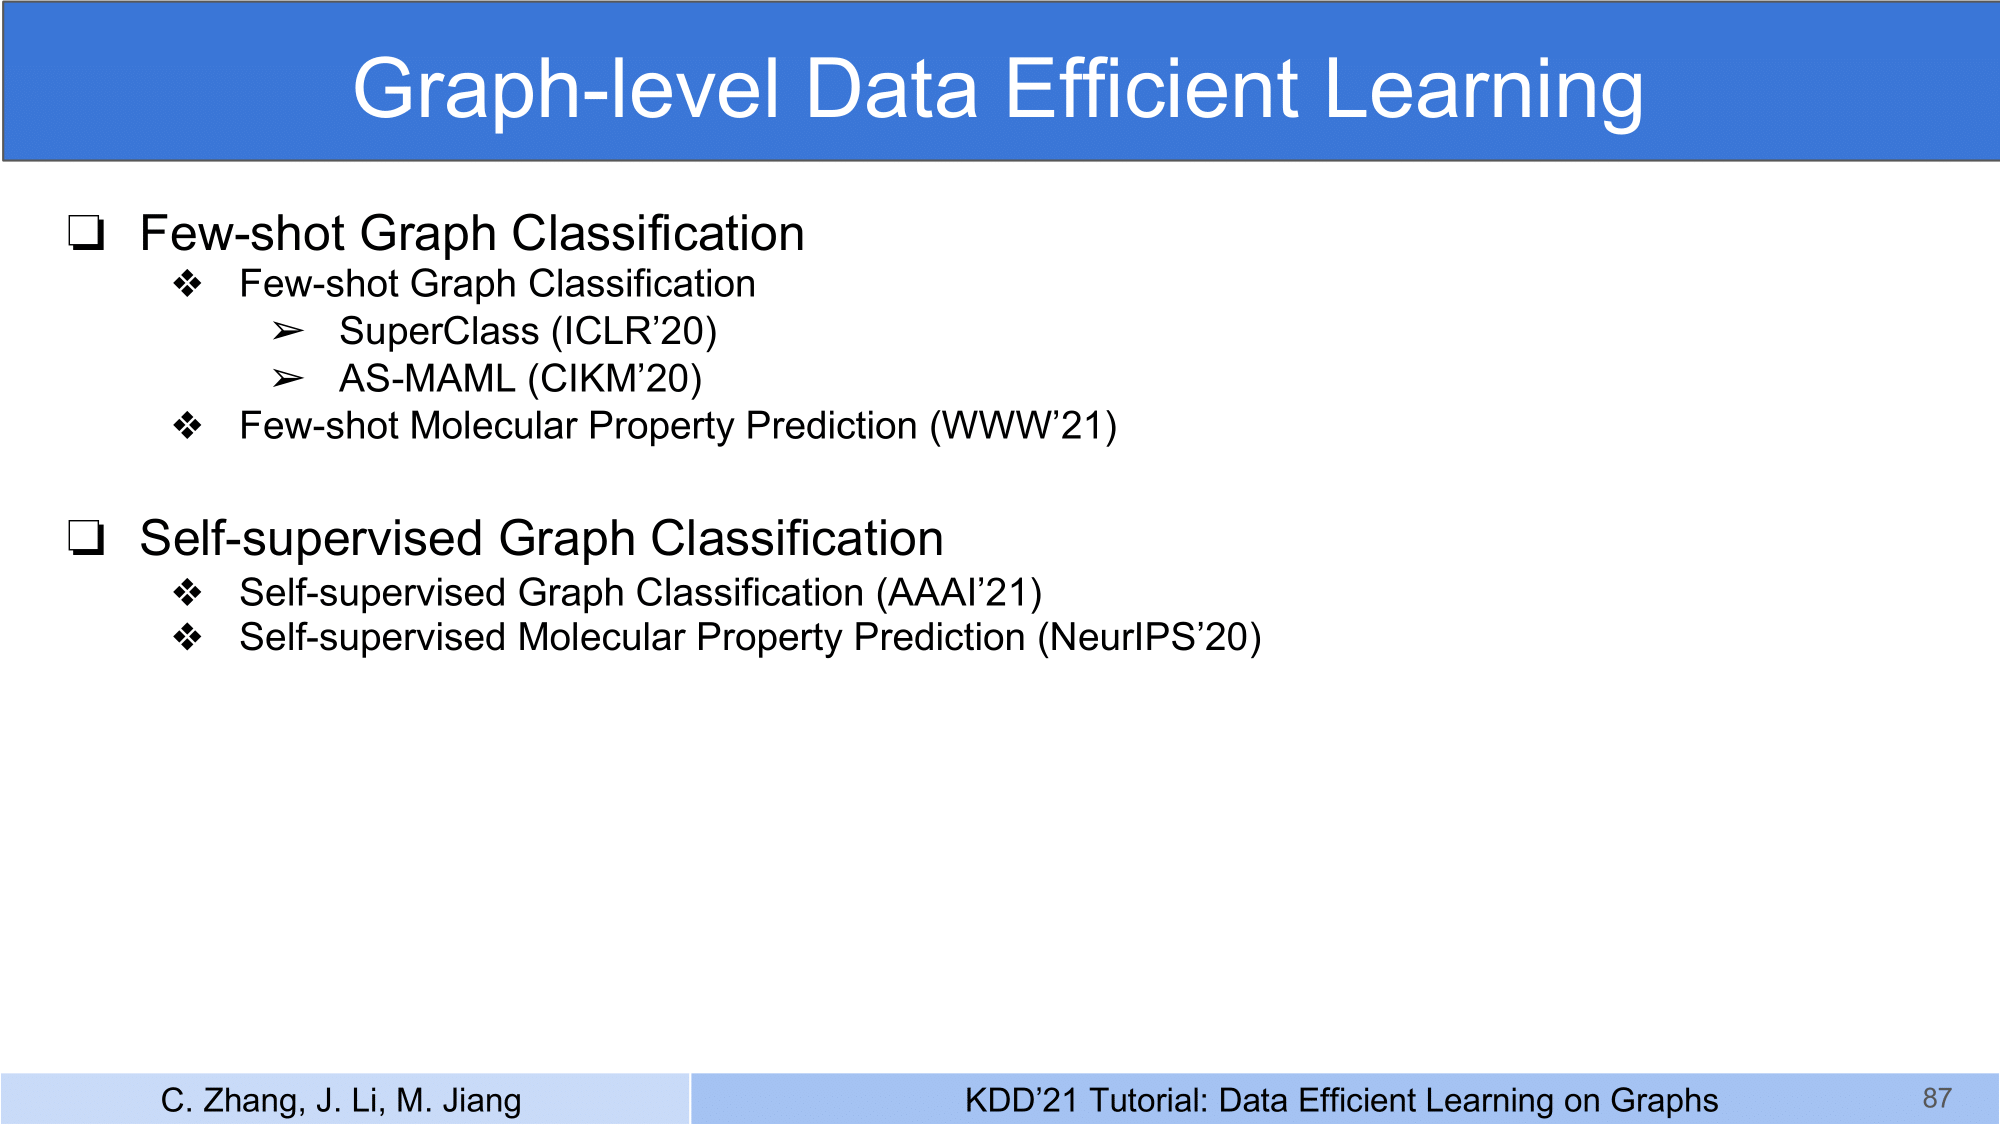 Graph-level Data Efficient Learning
❏ Few-shot Graph Classification
❖ Few-shot Graph Classification
➢ SuperClass (ICLR’20)
➢ AS-MAML (CIKM’20)
❖ Few-shot Molecular Property Prediction (WWW’21)
❏ Self-supervised Graph Classification
❖ Self-supervised Graph Classification (AAAI’21)
❖ Self-supervised Molecular Property Prediction (NeurIPS’20)
C. Zhang, J. Li, M. Jiang
KDD’21 Tutorial: Data Efficient Learning on Graphs
87